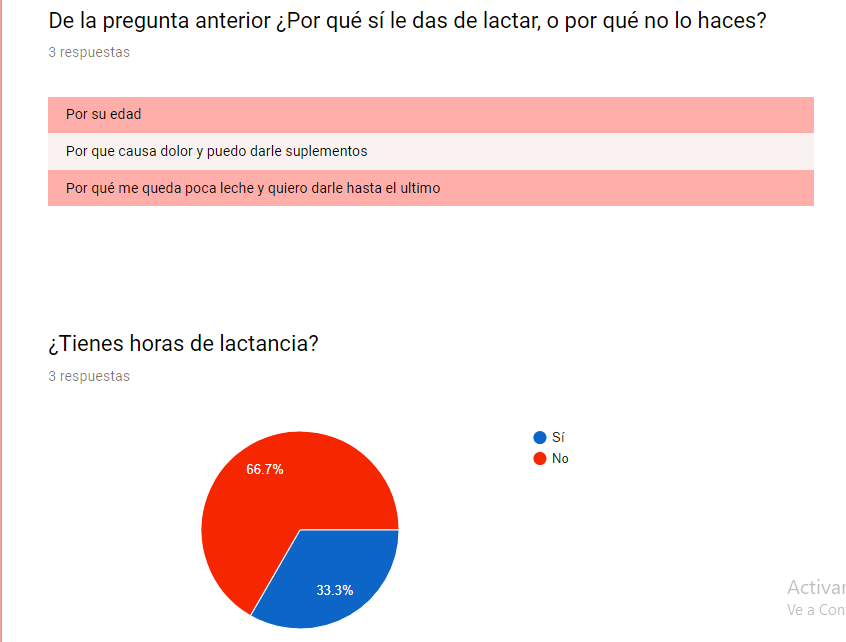 De la pregunta anterior ¿Por qué sí le das de lactar, o por qué no lo haces?
3 respuestas
Por su edad
Por que causa dolor y puedo darle suplementos
Por qué me queda poca leche y quiero darle hasta el ultimo
¿Tienes horas de lactancia?
3 respuestas
Sí
No
66.7%
33.3%
Activar
Ve a Con